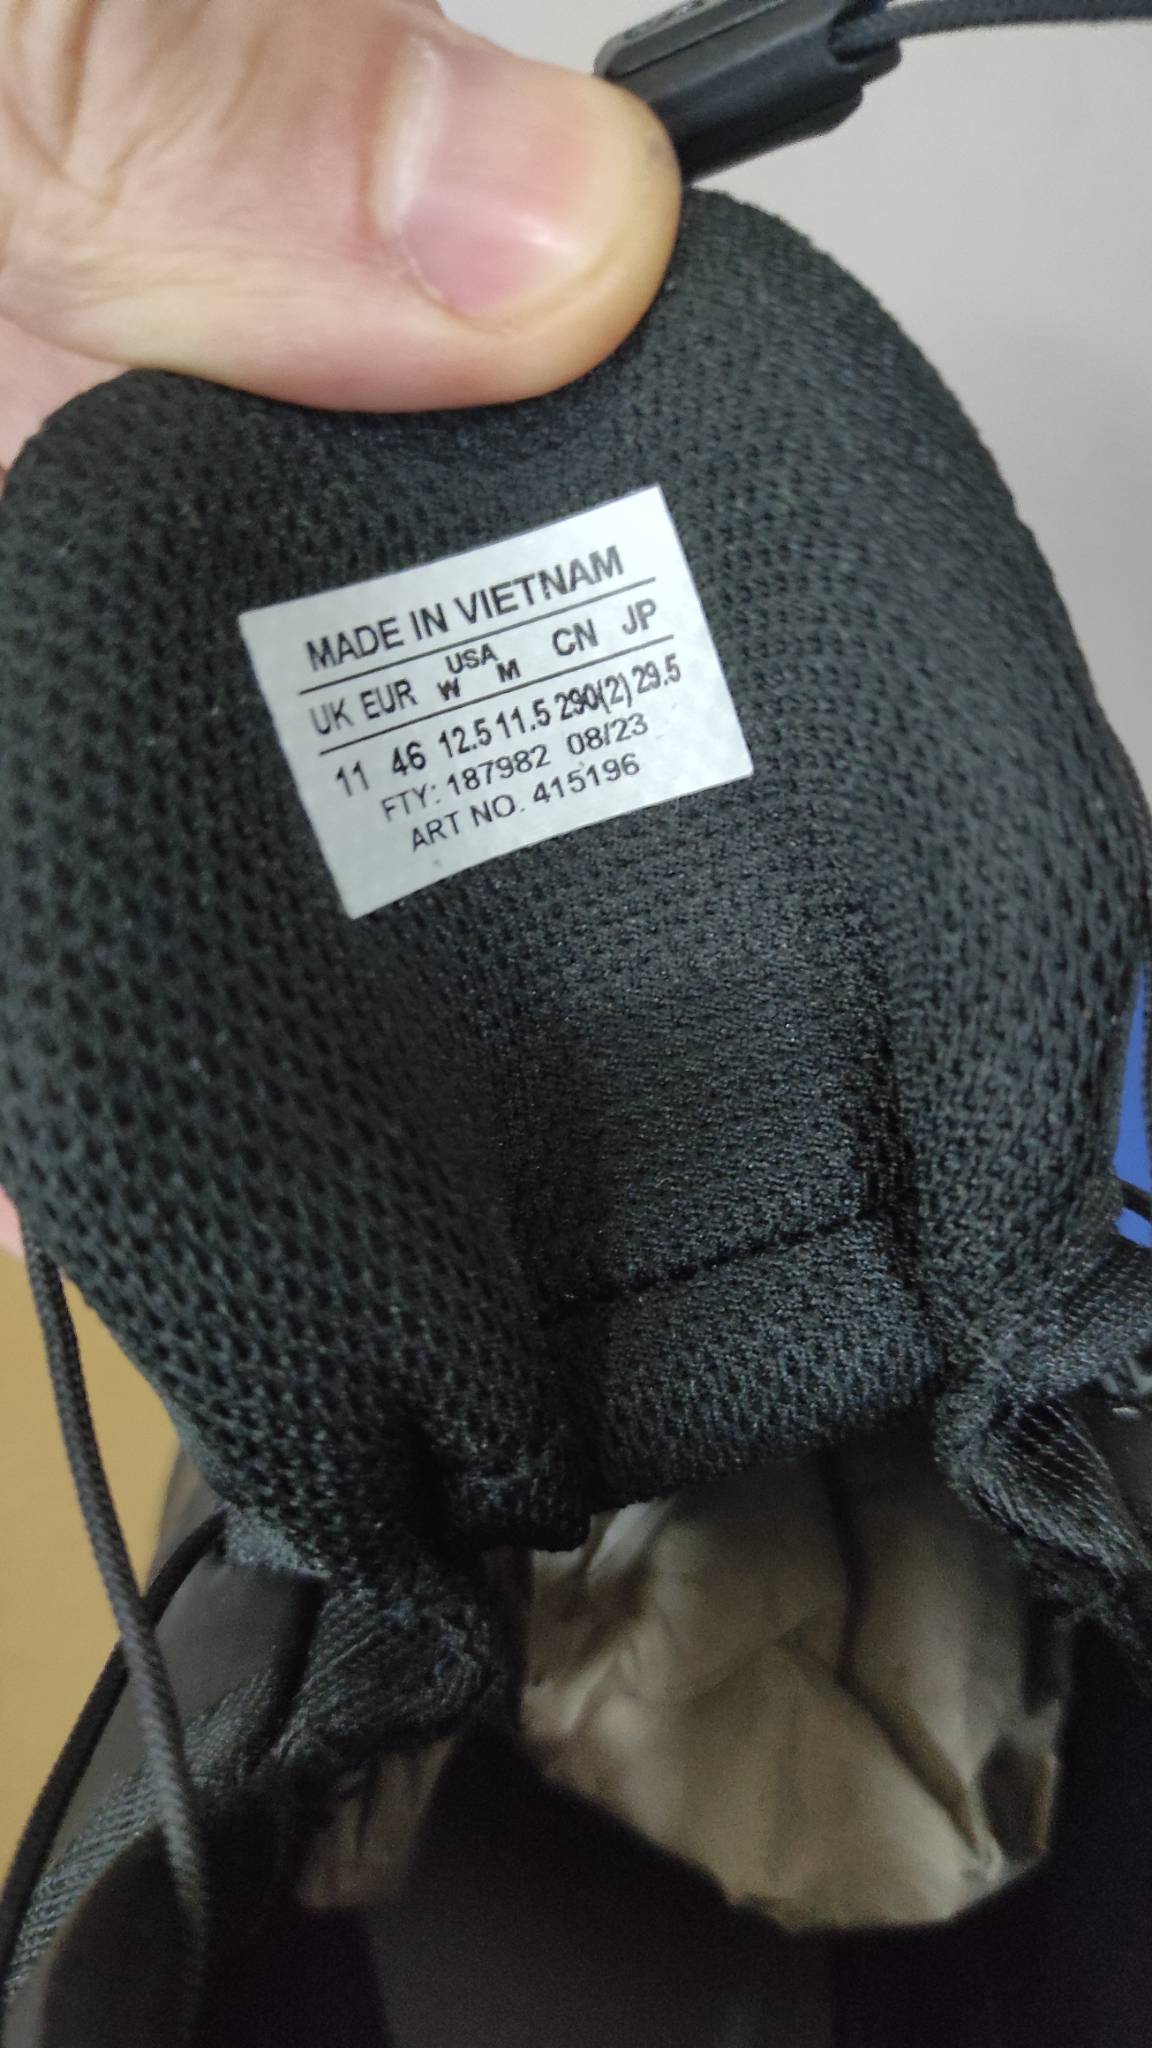 MADE IN VIETNAM
UK EUR USA W M CN JP
11 46 12.5 11.5 290(2) 29.5
FTY: 187982 08/23
ART NO. 415196